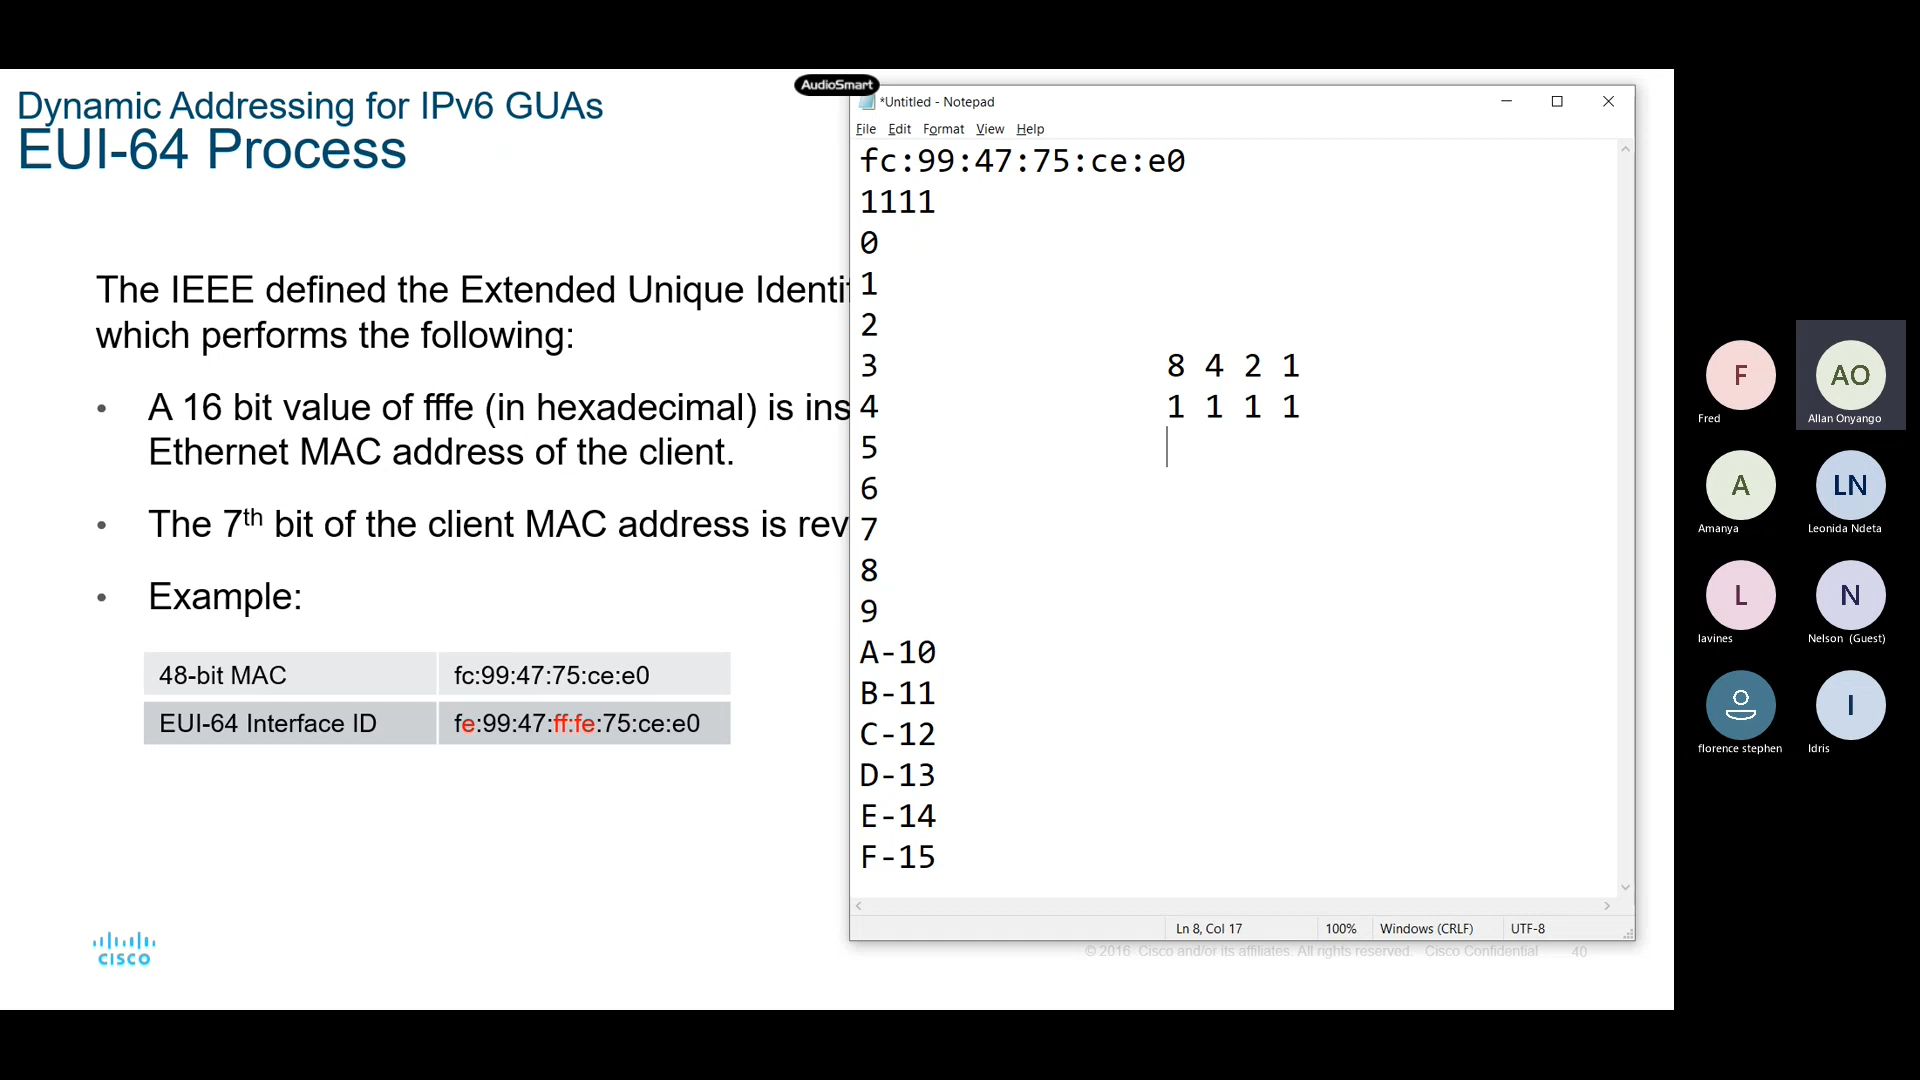 Dynamic Addressing for IPv6 GUAs
EUI-64 Process
The IEEE defined the Extended Unique
which performs the following:
• A 16 bit value of fffe (in hexadecimal) is
Ethernet MAC address of the client.
• The 7th bit of the client MAC address is
• Example:
48-bit MAC fc:99:47:75:ce:e0
EUI-64 Interface ID fe:99:47:ff:fe:75:ce:e0
CISCO
AudioSmart
*Untitled - Notepad
File Edit Format View Help
fc:99:47:75:ce:e0
1111
0
1
2
3 8 4 2 1
4 1 1 1 1
5
6
7
8
9
A-10
B-11
C-12
D-13
E-14
F-15
Ln 8, Col 17 100% Windows (CRLF) UTF-8
© 2016 Cisco and/or its affiliates. All rights reserved. Cisco Confidential 40
F AO
Fred Allan Onyango
A LN
Amanya Leonida Ndeta
L N
lavines Nelson (Guest)
I
florence stephen Idris